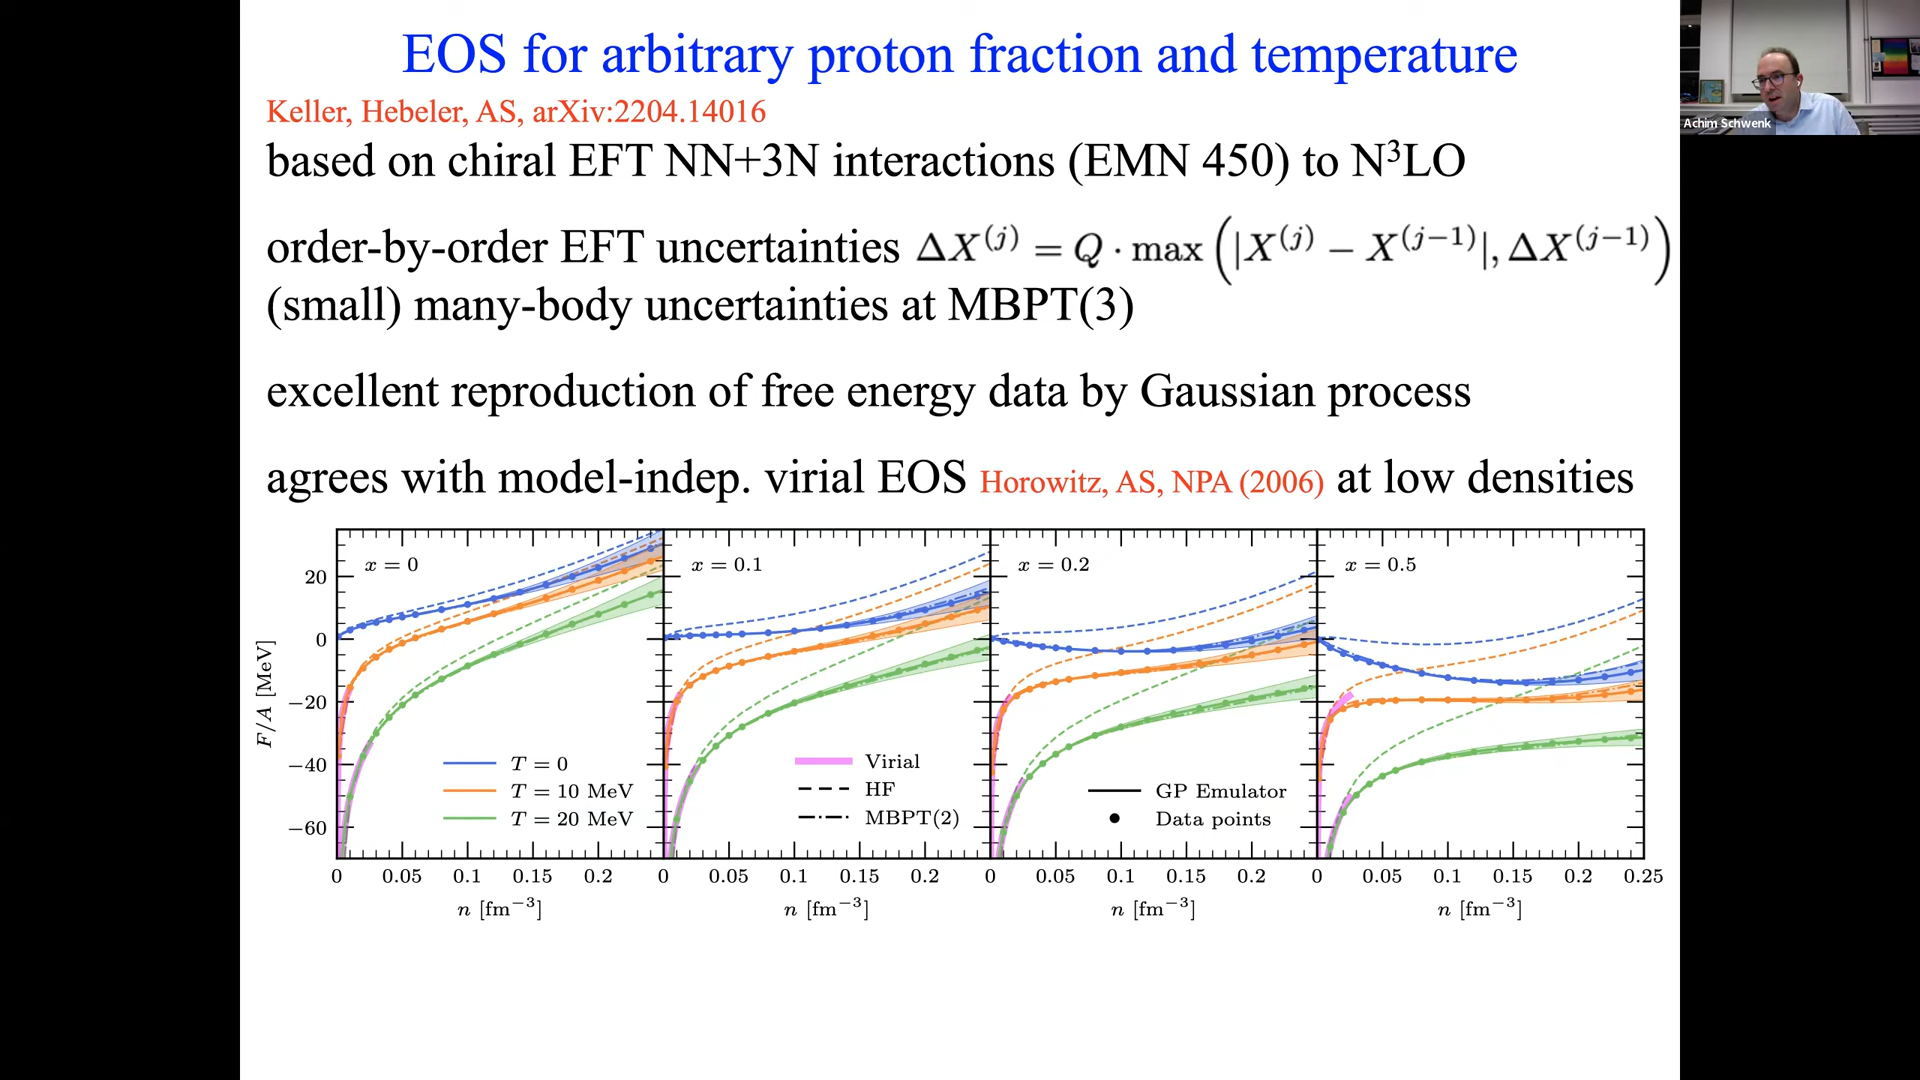 EOS for arbitrary proton fraction and temperature
Achim Schwenk
Keller, Hebeler, AS, arXiv:2204.14016
based on chiral EFT NN+3N interactions (EMN 450) to N³LO
order-by-order EFT uncertainties ΔX^(j) = Q · max (|X^(j) − X^(j−1)|, ΔX^(j−1))
(small) many-body uncertainties at MBPT(3)
excellent reproduction of free energy data by Gaussian process
agrees with model-indep. virial EOS Horowitz, AS, NPA (2006) at low densities
x = 0
x = 0.1
x = 0.2
x = 0.5
F/A [MeV]
20
0
−20
−40
−60
T = 0
T = 10 MeV
T = 20 MeV
Virial
HF
MBPT(2)
GP Emulator
Data points
0 0.05 0.1 0.15 0.2
0 0.05 0.1 0.15 0.2
0 0.05 0.1 0.15 0.2
0 0.05 0.1 0.15 0.2 0.25
n [fm⁻³]
n [fm⁻³]
n [fm⁻³]
n [fm⁻³]